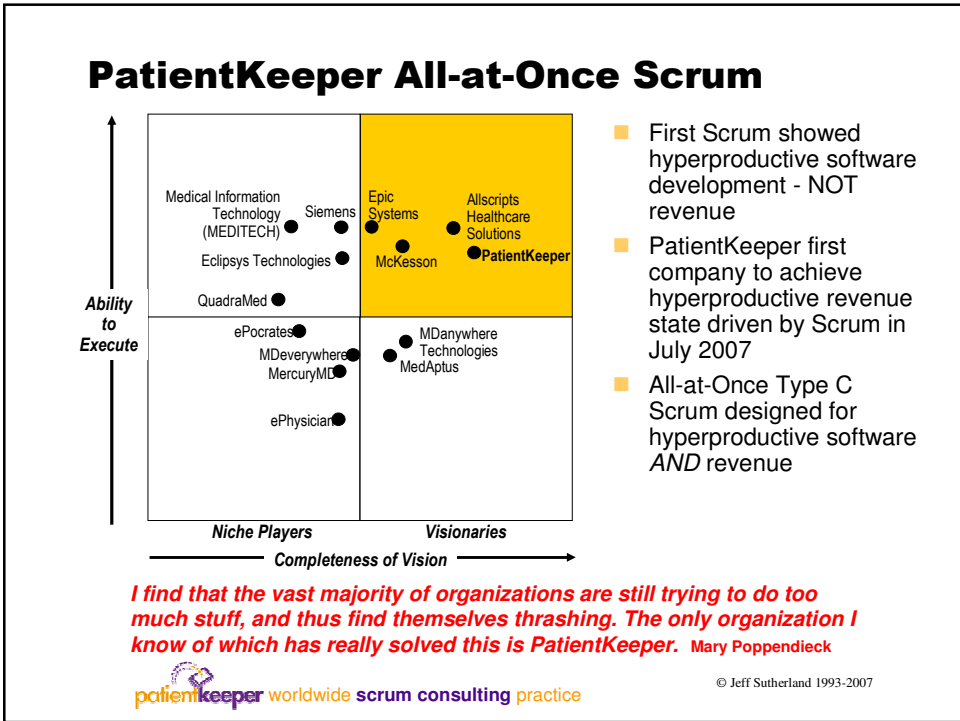 PatientKeeper All-at-Once Scrum
Medical Information
Technology
(MEDITECH)
Siemens
Epic
Systems
Allscripts
Healthcare
Solutions
Eclipsys Technologies
McKesson
PatientKeeper
QuadraMed
Ability
to
Execute
ePocrates
MDeverywhere
MercuryMD
MDanywhere
Technologies
MedAptus
ePhysician
Niche Players
Visionaries
Completeness of Vision
First Scrum showed
hyperproductive software
development - NOT
revenue
PatientKeeper first
company to achieve
hyperproductive revenue
state driven by Scrum in
July 2007
All-at-Once Type C
Scrum designed for
hyperproductive software
AND revenue
I find that the vast majority of organizations are still trying to do too
much stuff, and thus find themselves thrashing. The only organization I
know of which has really solved this is PatientKeeper. Mary Poppendieck
patientkeeper worldwide scrum consulting practice
© Jeff Sutherland 1993-2007